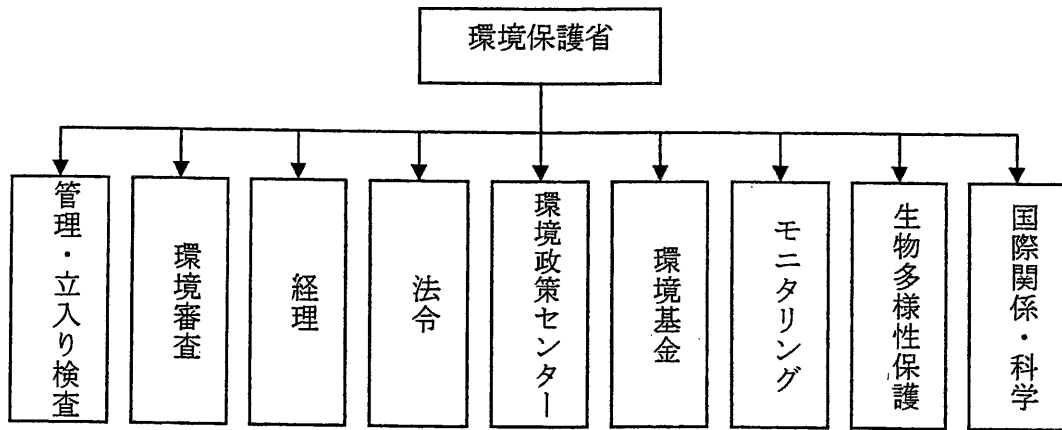 環境保護省
管理・立入り検査
環境審査
経理
法令
環境政策センター
環境基金
モニタリング
生物多様性保護
国際関係・科学